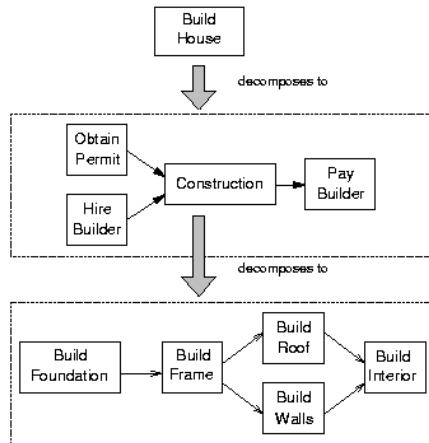 Build
House
decomposes to
Obtain
Permit
Construction
Pay
Builder
Hire
Builder
decomposes to
Build
Roof
Build
Foundation
Build
Frame
Build
Interior
Build
Walls